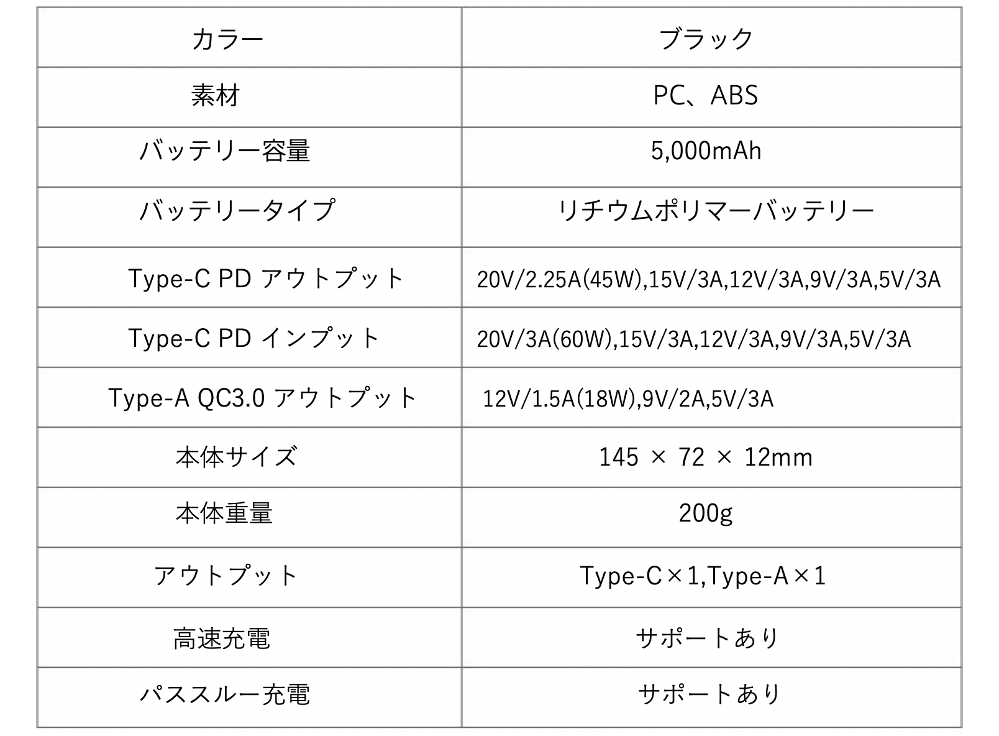 カラー ブラック
素材 PC、ABS
バッテリー容量 5,000mAh
バッテリータイプ リチウムポリマーバッテリー
Type-C PD アウトプット 20V/2.25A(45W),15V/3A,12V/3A,9V/3A,5V/3A
Type-C PD インプット 20V/3A(60W),15V/3A,12V/3A,9V/3A,5V/3A
Type-A QC3.0 アウトプット 12V/1.5A(18W),9V/2A,5V/3A
本体サイズ 145 × 72 × 12mm
本体重量 200g
アウトプット Type-C×1,Type-A×1
高速充電 サポートあり
パススルー充電 サポートあり